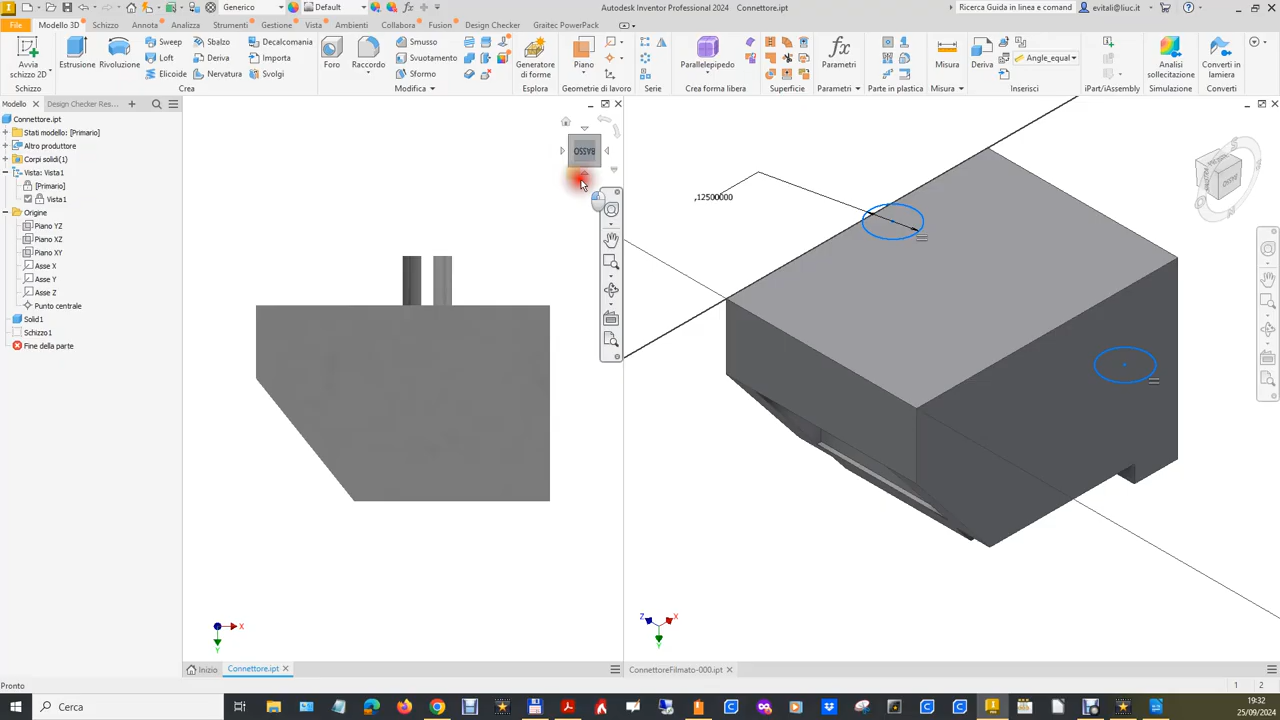 Generico
Default
Autodesk Inventor Professional 2024 Connettore.ipt
Ricerca Guida in linea e comandi
evitali@liuc.it
File Modello 3D Schizzo Annota Analizza Strumenti Gestione Vista Ambienti Collabora Fusion Design Checker Graitec PowerPack
Avvia
schizzo 2D
Estrusione
Rivoluzione
Sweep
Loft
Elicoide
Sbalzo
Deriva
Nervatura
Decalcomania
Importa
Svolgi
Foro
Raccordo
Smusso
Svuotamento
Sformo
Generatore
di forme
Piano
Parallelepipedo
Parametri
Misura
Deriva
Angle_equal
Analisi
sollecitazione
Converti in
lamiera
Schizzo Crea Modifica Esplora Geometrie di lavoro Serie Crea forma libera Superficie Parametri Parte in plastica Misura Inserisci iPart/iAssembly Simulazione Converti
Modello Design Checker Res...
Connettore.ipt
Stati modello: [Primario]
Altro produttore
Corpi solidi(1)
Vista: Vista1
[Primario]
Vista1
Origine
Piano YZ
Piano XZ
Piano XY
Asse X
Asse Y
Asse Z
Punto centrale
Solid1
Schizzo1
Fine della parte
BASSO
,12500000
X
Y
Z
X
Y
Inizio Connettore.ipt
ConnettoreFilmato-000.ipt
Pronto
1 2
Cerca
19:32
25/09/2024